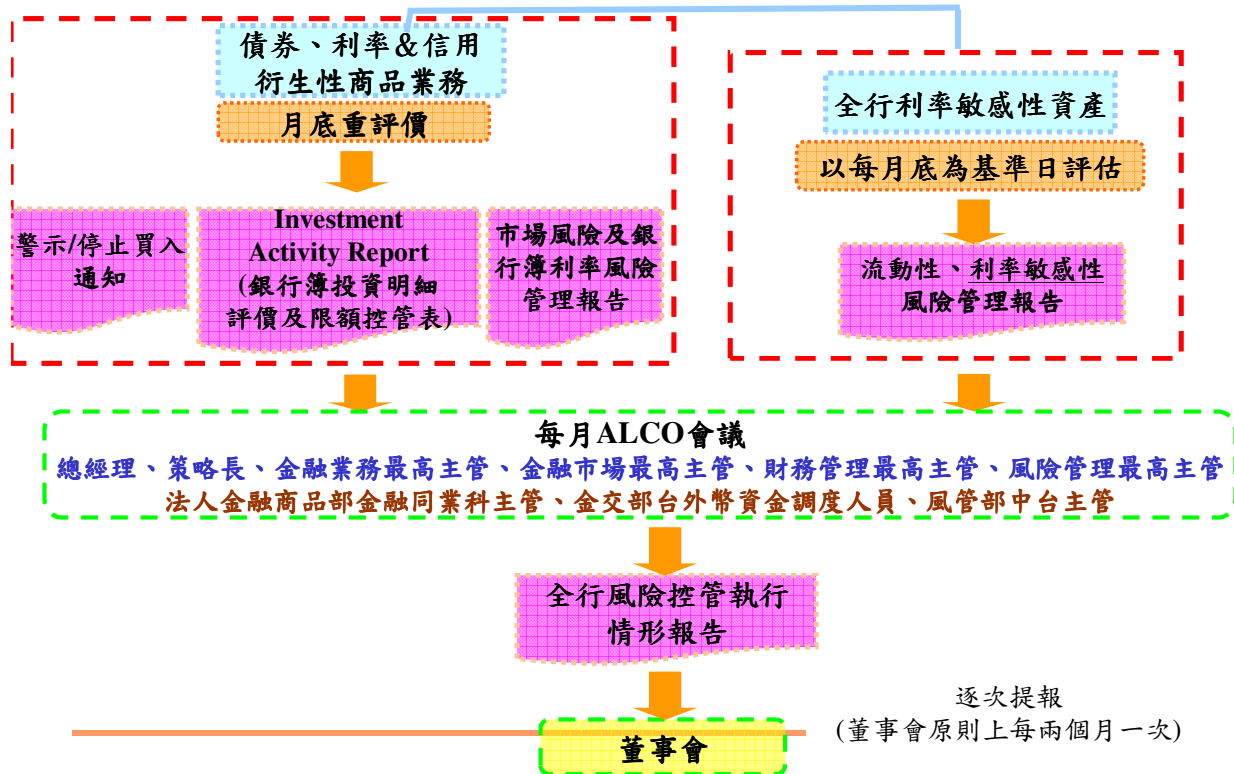 債券、利率＆信用
衍生性商品業務
月底重評價
警示/停止買入
通知
Investment
Activity Report
(銀行簿投資明細
評價及限額控管表)
市場風險及銀
行簿利率風險
管理報告
全行利率敏感性資產
以每月底為基準日評估
流動性、利率敏感性
風險管理報告
每月ALCO會議
總經理、策略長、金融業務最高主管、金融市場最高主管、財務管理最高主管、風險管理最高主管
法人金融商品部金融同業科主管、金交部台外幣資金調度人員、風管部中台主管
全行風險控管執行
情形報告
逐次提報
(董事會原則上每兩個月一次)
董事會